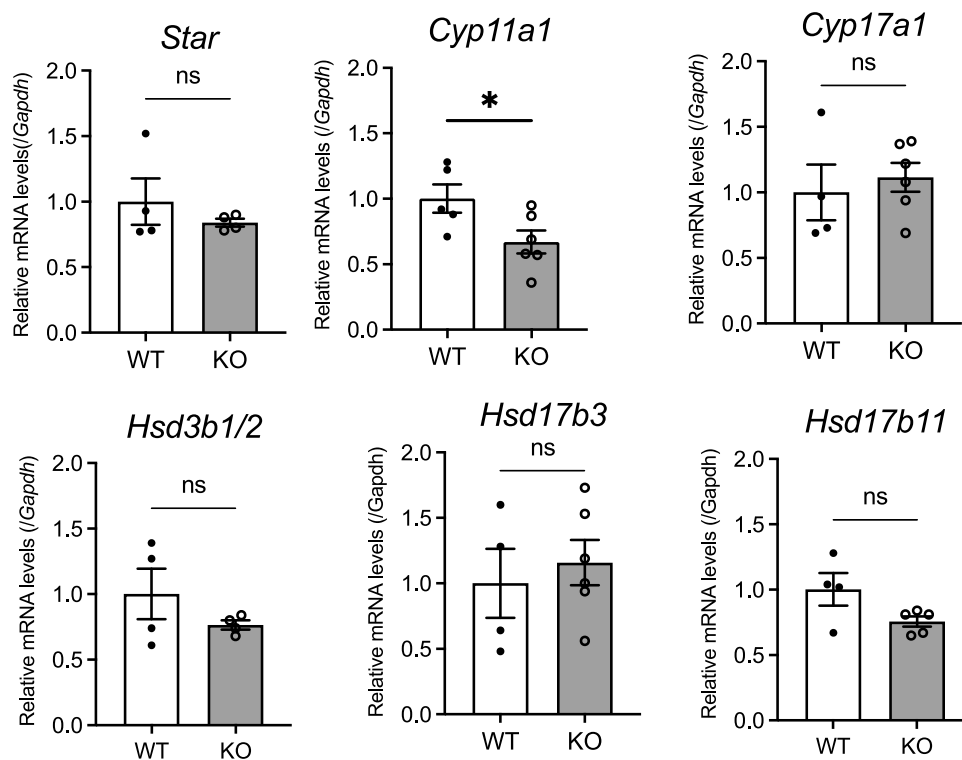 Star
Relative mRNA levels(/Gapdh)
2.0
1.5
1.0
0.5
0.0
ns
WT
KO
Cyp11a1
Relative mRNA levels (/Gapdh)
2.0
1.5
1.0
0.5
0.0
*
WT
KO
Cyp17a1
Relative mRNA levels (/Gapdh)
2.0
1.5
1.0
0.5
0.0
ns
WT
KO
Hsd3b1/2
Relative mRNA levels (/Gapdh)
2.0
1.5
1.0
0.5
0.0
ns
WT
KO
Hsd17b3
Relative mRNA levels (/Gapdh)
2.0
1.5
1.0
0.5
0.0
ns
WT
KO
Hsd17b11
Relative mRNA levels (/Gapdh)
2.0
1.5
1.0
0.5
0.0
ns
WT
KO